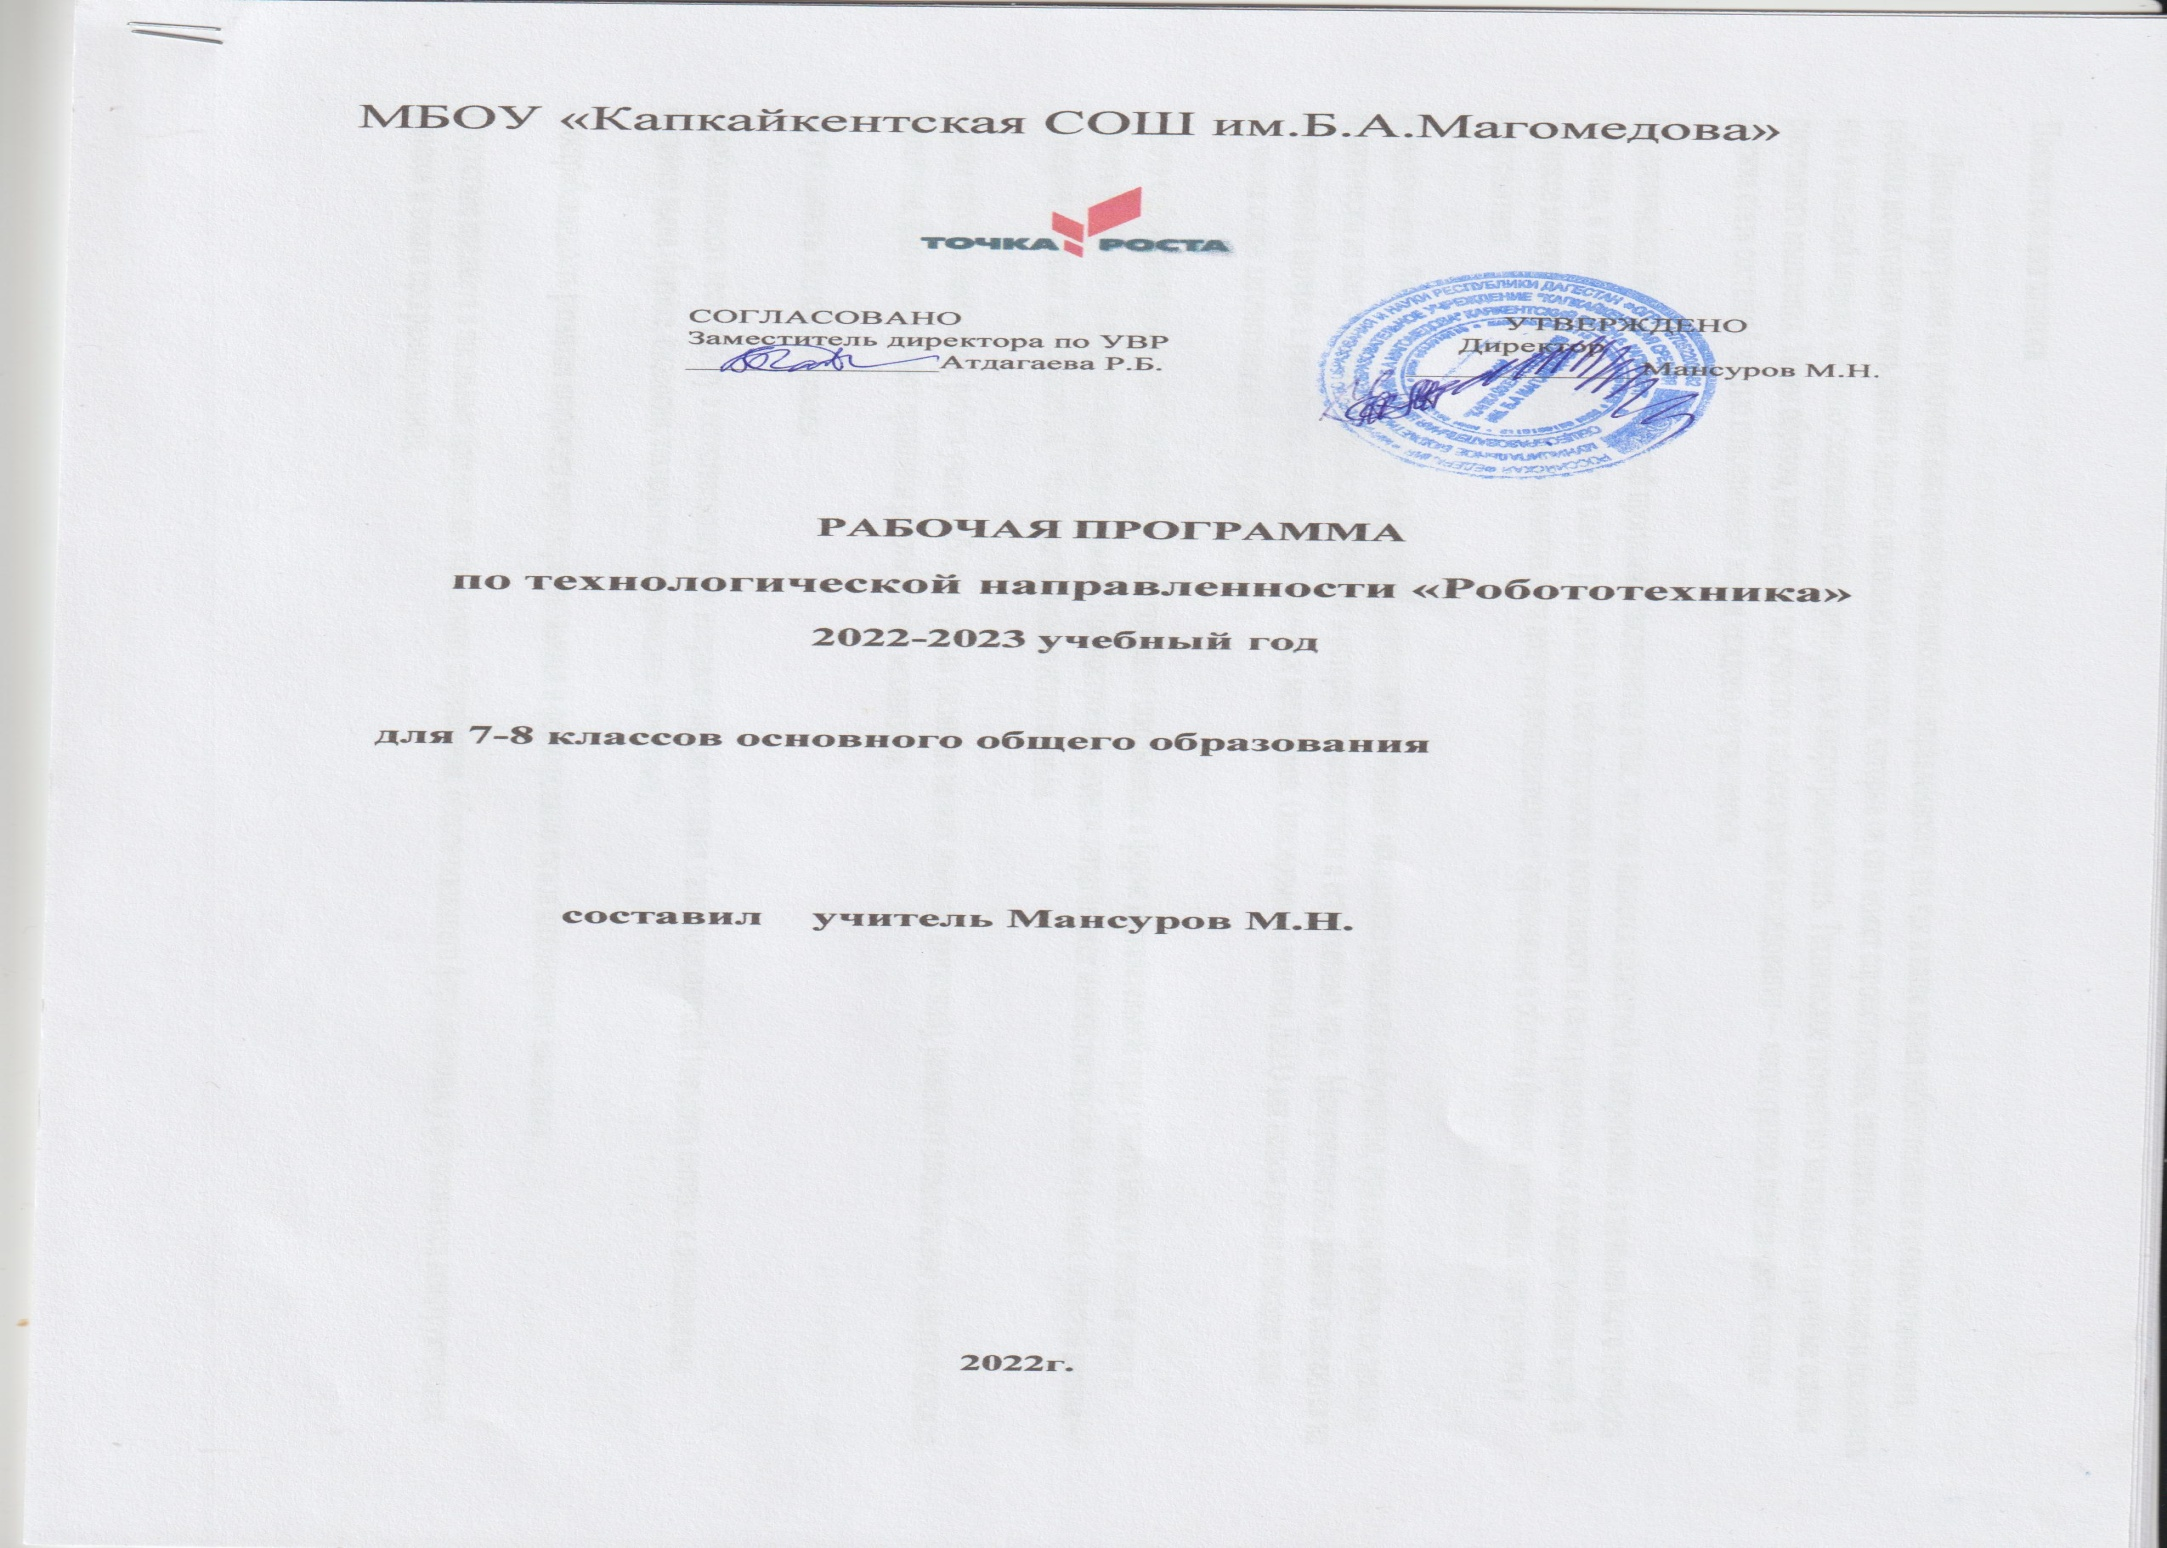 МБОУ «Капкайкентская СОШ им.Б.А.Магомедова»
ТОЧКА РОСТА
СОГЛАСОВАНО
Заместитель директора по УВР
Атдагаева Р.Б.
УТВЕРЖДЕНО
Директор
Мансуров М.Н.
РАБОЧАЯ ПРОГРАММА
по технологической направленности «Робототехника»
2022-2023 учебный год
для 7-8 классов основного общего образования
составил учитель Мансуров М.Н.
2022г.